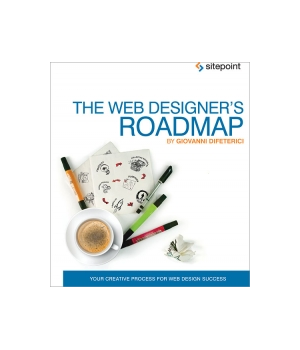 sitepoint
THE WEB DESIGNER'S
ROADMAP
BY GIOVANNI DIFETERICI
YOUR CREATIVE PROCESS FOR WEB DESIGN SUCCESS